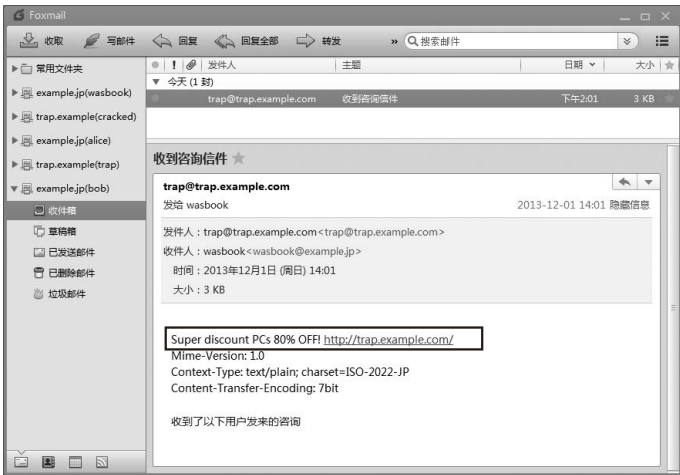 Foxmail
收取 写邮件 回复 回复全部 转发 » 搜索邮件
常用文件夹
example.jp(wasbook)
trap.example(cracked)
example.jp(alice)
trap.example(trap)
example.jp(bob)
收件箱
草稿箱
已发送邮件
已删除邮件
垃圾邮件
! 发件人 主题 日期 大小
今天 (1 封)
trap@trap.example.com 收到咨询信件 下午2:01 3 KB
收到咨询信件
trap@trap.example.com
发给 wasbook 2013-12-01 14:01 隐藏信息
发件人：trap@trap.example.com<trap@trap.example.com>
收件人：wasbook<wasbook@example.jp>
时间：2013年12月1日 (周日) 14:01
大小：3 KB
Super discount PCs 80% OFF! http://trap.example.com/
Mime-Version: 1.0
Context-Type: text/plain; charset=ISO-2022-JP
Content-Transfer-Encoding: 7bit
收到了以下用户发来的咨询